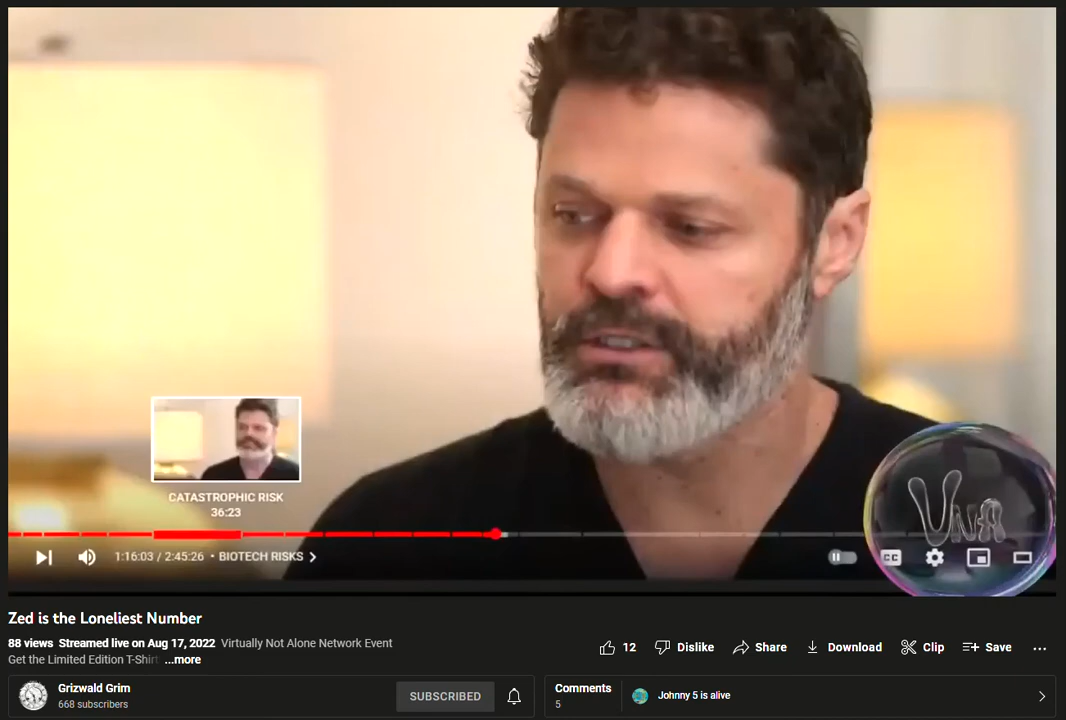 CATASTROPHIC RISK
36:23
1:16:03 / 2:45:26 • BIOTECH RISKS
CC
VNA
Zed is the Loneliest Number
88 views Streamed live on Aug 17, 2022 Virtually Not Alone Network Event
Get the Limited Edition T-Shirt ...more
12 Dislike Share Download Clip Save
Grizwald Grim
668 subscribers
SUBSCRIBED
Comments
5
Johnny 5 is alive